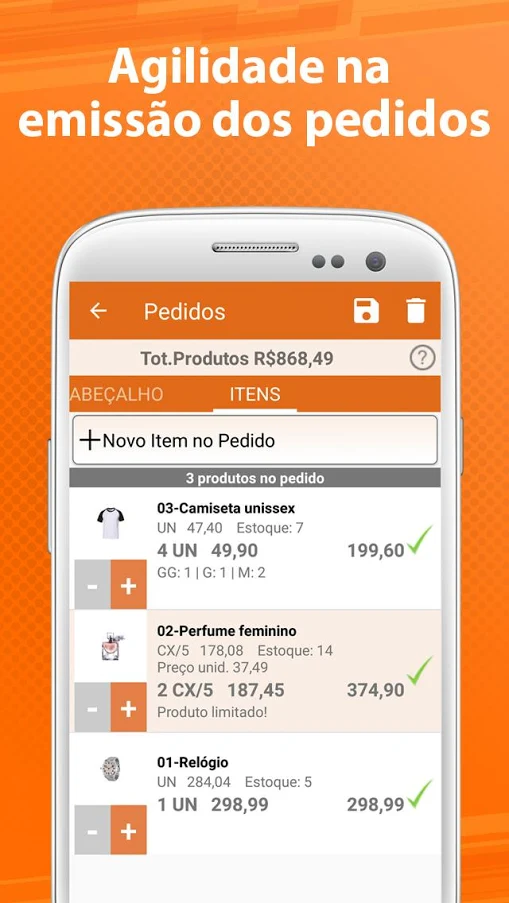 Agilidade na
emissão dos pedidos
Pedidos
Tot.Produtos R$868,49
?
ABEÇALHO ITENS
+Novo Item no Pedido
3 produtos no pedido
03-Camiseta unissex
UN 47,40 Estoque: 7
4 UN 49,90 199,60
GG: 1 | G: 1 | M: 2
- +
02-Perfume feminino
CX/5 178,08 Estoque: 14
Preço unid. 37,49
2 CX/5 187,45 374,90
Produto limitado!
- +
01-Relógio
UN 284,04 Estoque: 5
1 UN 298,99 298,99
- +